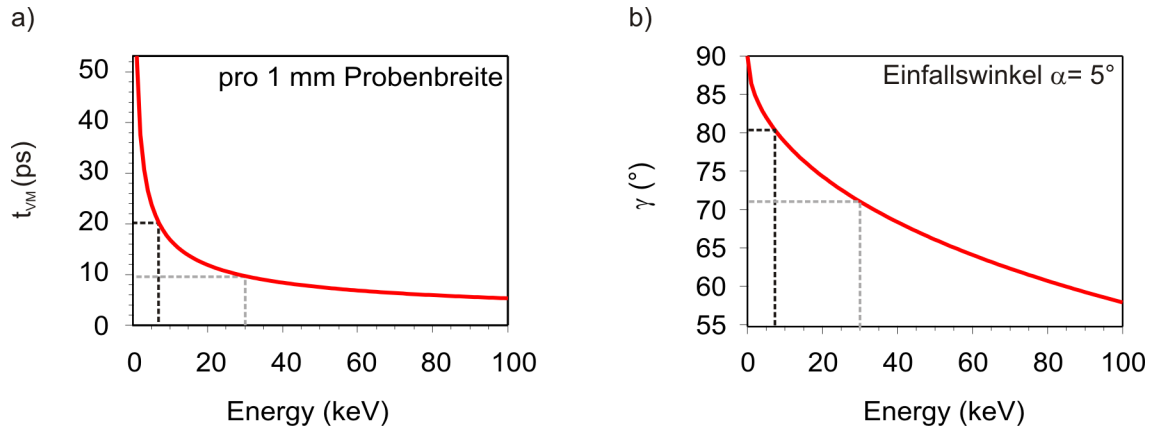 a)
pro 1 mm Probenbreite
50
40
30
20
10
0
t_VM (ps)
0 20 40 60 80 100
Energy (keV)
b)
Einfallswinkel α= 5°
90
85
80
75
70
65
60
55
γ (°)
0 20 40 60 80 100
Energy (keV)